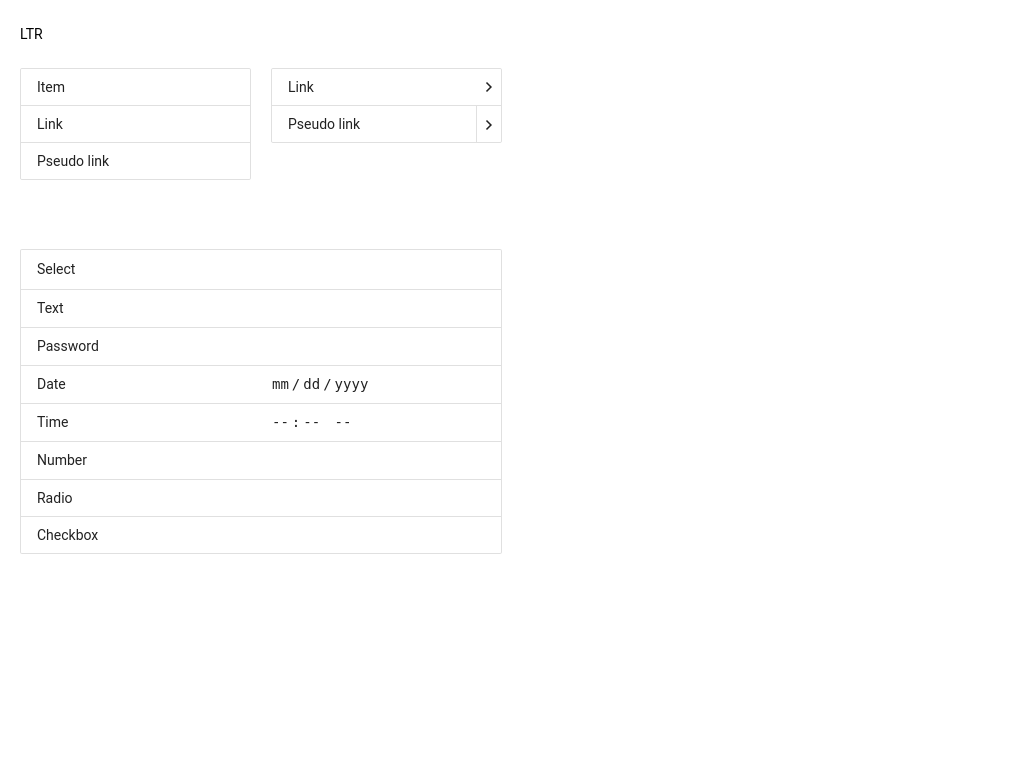 LTR
Item
Link
Pseudo link
Link
Pseudo link
Select
Text
Password
Date mm/dd/yyyy
Time --:-- --
Number
Radio
Checkbox